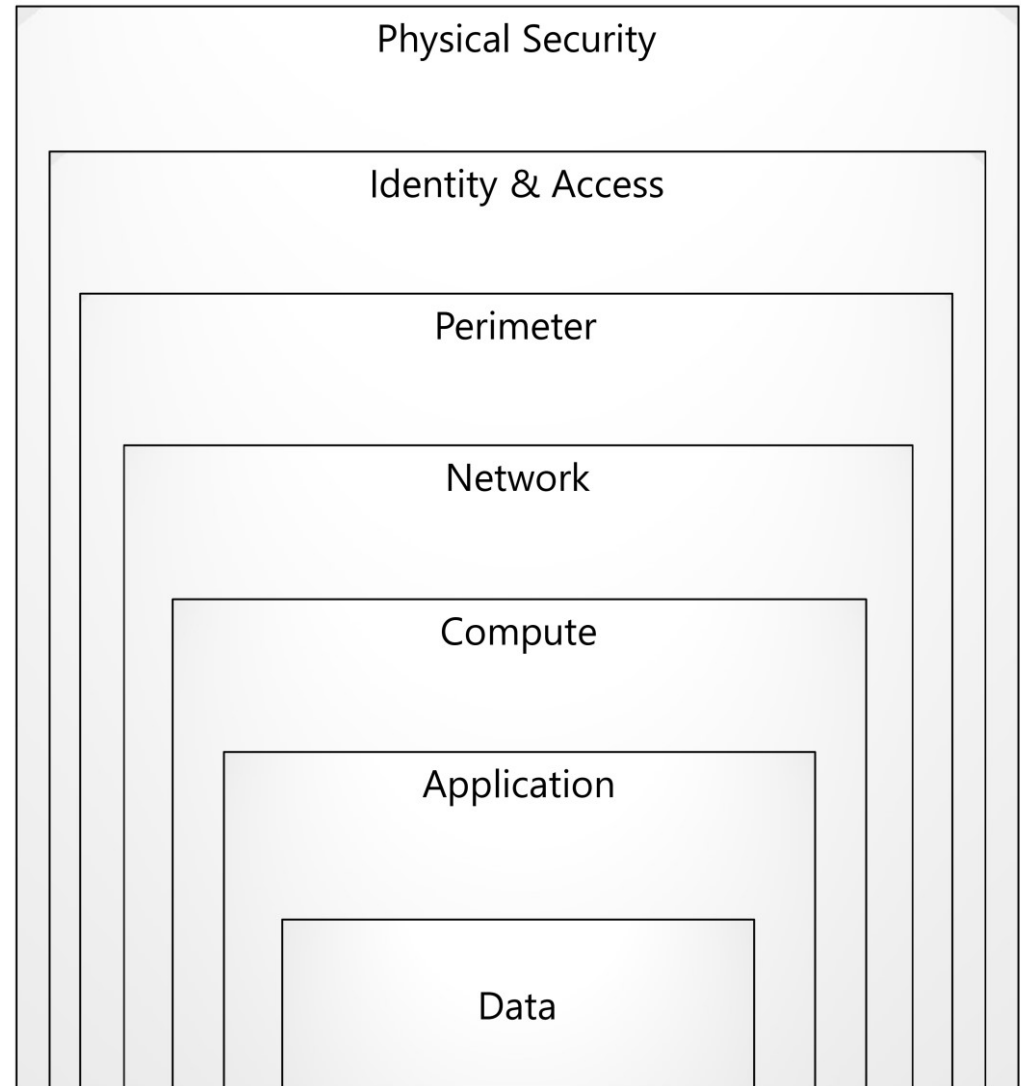 Physical Security
Identity & Access
Perimeter
Network
Compute
Application
Data